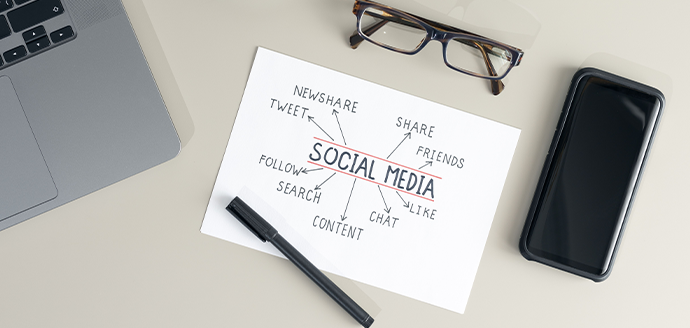 NEWSHARE
TWEET
SHARE
FRIENDS
SOCIAL MEDIA
FOLLOW
SEARCH
CONTENT
CHAT
LIKE